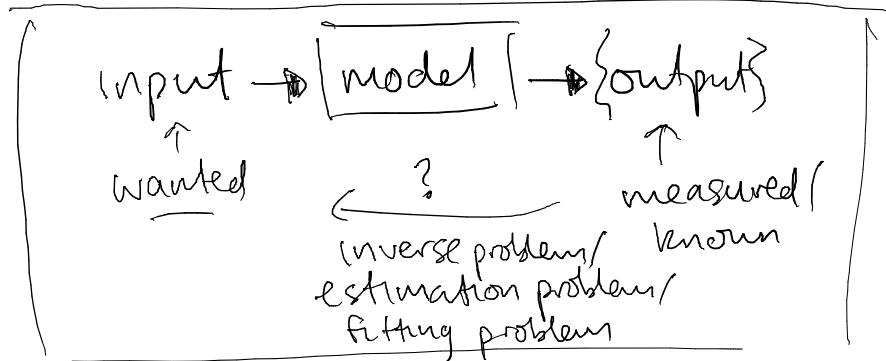 input → model → {output}
↑ ↑
wanted ? measured/
← known
inverse problem/
estimation problem/
fitting problem